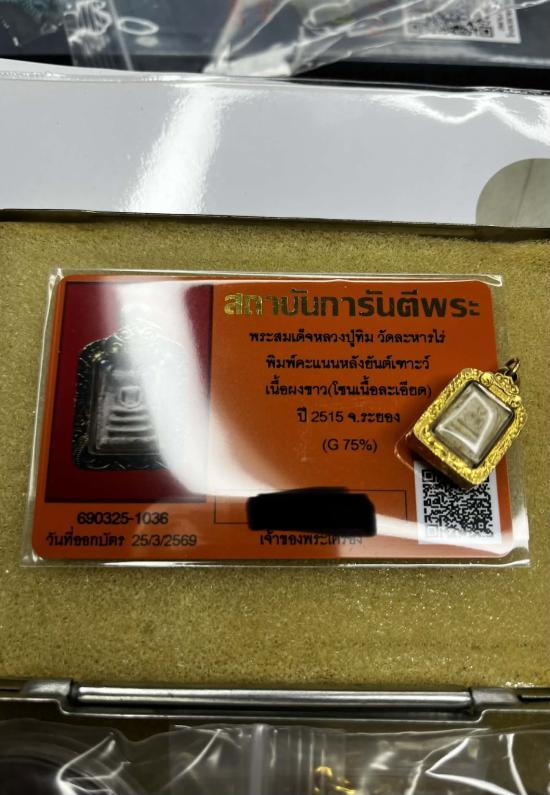 สถาบันการันตีพระ
พระสมเด็จหลวงปู่ทิม วัดละหารไร่
พิมพ์คะแนนหลังยันต์เฑาะว์
เนื้อผงขาว(โซนเนื้อละเอียด)
ปี 2515 จ.ระยอง
(G 75%)
690325-1036
วันที่ออกบัตร 25/3/2569
เจ้าของพระเครื่อง